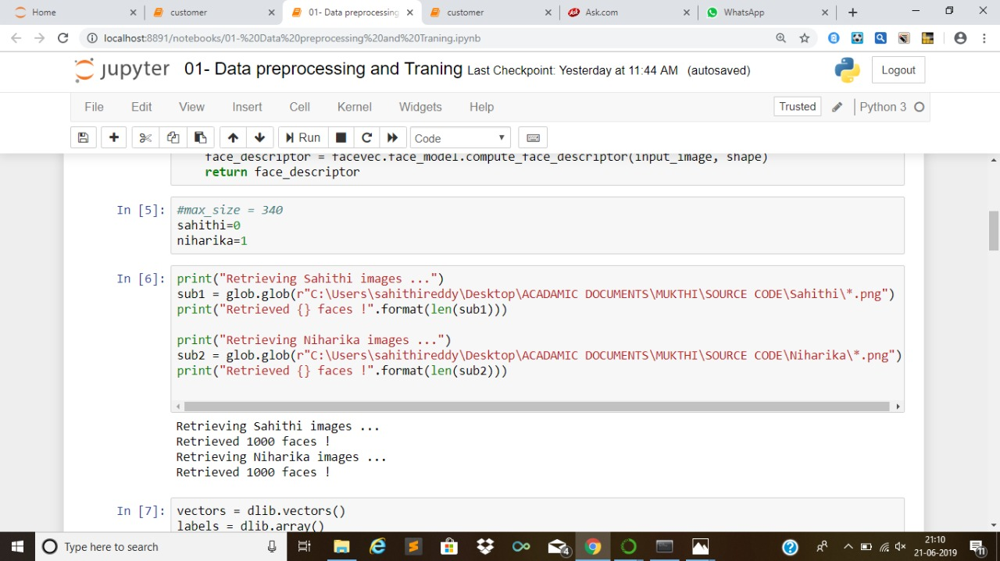 Home
customer
01- Data preprocessing
customer
Ask.com
WhatsApp
localhost:8891/notebooks/01-%20Data%20preprocessing%20and%20Traning.ipynb
jupyter 01- Data preprocessing and Traning Last Checkpoint: Yesterday at 11:44 AM (autosaved)
Logout
File Edit View Insert Cell Kernel Widgets Help
Trusted
Python 3
Run
Code
face_descriptor = facevec.face_model.compute_face_descriptor(input_image, shape)
return face_descriptor
In [5]: #max_size = 340
sahithi=0
niharika=1
In [6]: print("Retrieving Sahithi images ...")
sub1 = glob.glob(r"C:\Users\sahithireddy\Desktop\ACADAMIC DOCUMENTS\MUKTHI\SOURCE CODE\Sahithi\*.png")
print("Retrieved {} faces !".format(len(sub1)))
print("Retrieving Niharika images ...")
sub2 = glob.glob(r"C:\Users\sahithireddy\Desktop\ACADAMIC DOCUMENTS\MUKTHI\SOURCE CODE\Niharika\*.png")
print("Retrieved {} faces !".format(len(sub2)))
Retrieving Sahithi images ...
Retrieved 1000 faces !
Retrieving Niharika images ...
Retrieved 1000 faces !
In [7]: vectors = dlib.vectors()
labels = dlib.array()
Type here to search
4
21:10
21-06-2019
11